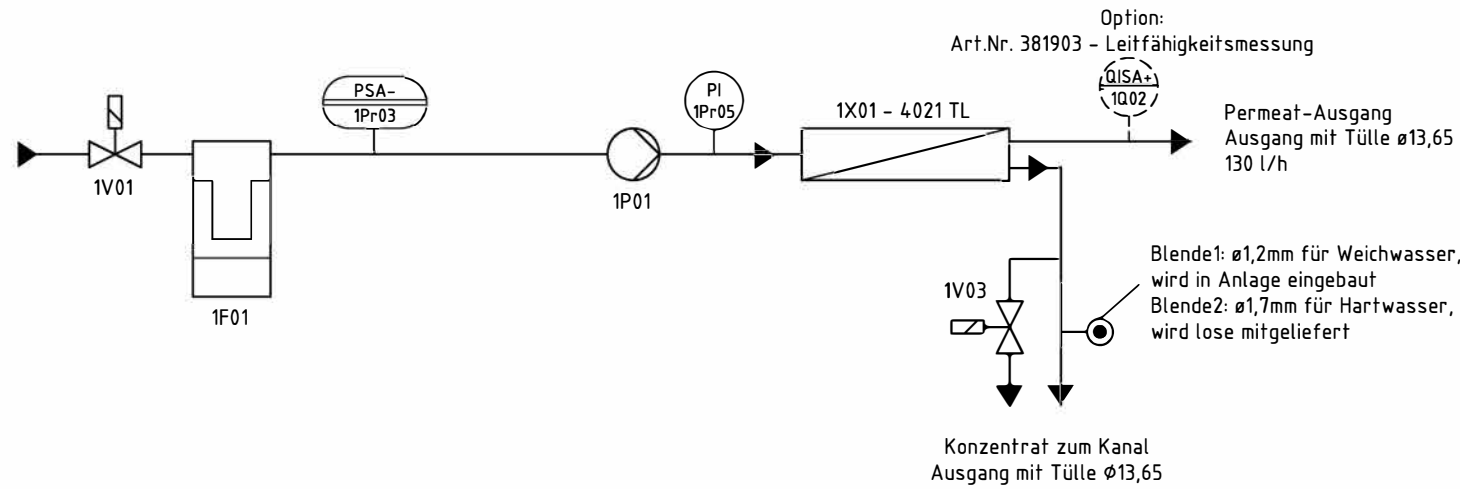 Option:
Art.Nr. 381903 - Leitfähigkeitsmessung
PSA-
1Pr03
PI
1Pr05
1X01 - 4021 TL
QISA+
1Q02
Permeat-Ausgang
Ausgang mit Tülle ø13,65
130 l/h
1V01
1P01
1F01
1V03
Blende1: ø1,2mm für Weichwasser,
wird in Anlage eingebaut
Blende2: ø1,7mm für Hartwasser,
wird lose mitgeliefert
Konzentrat zum Kanal
Ausgang mit Tülle Φ13,65